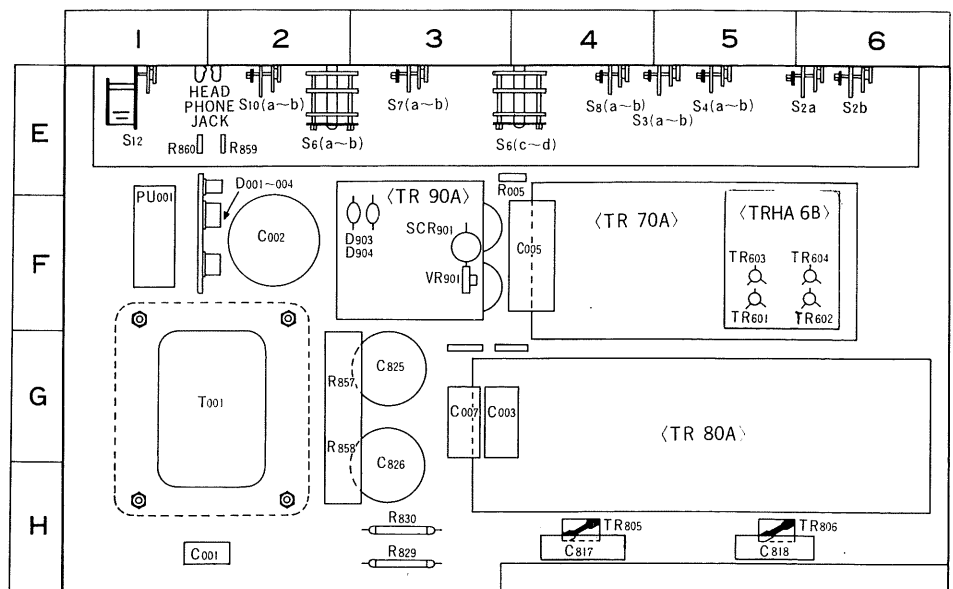 1 2 3 4 5 6
E
F
G
H
S12
HEAD
PHONE
JACK
R860 R859
S10(a~b)
S6(a~b)
S7(a~b)
S6(c~d)
S8(a~b)
S3(a~b)
S4(a~b)
S2a
S2b
PU001
D001~004
C002
〈TR 90A〉
D903
D904
SCR901
VR901
R005
C005
〈TR 70A〉
〈TRHA 6B〉
TR603 TR604
TR601 TR602
T001
R857
R858
C825
C826
C007
C003
〈TR 80A〉
C001
R830
R829
TR805
C817
TR806
C818